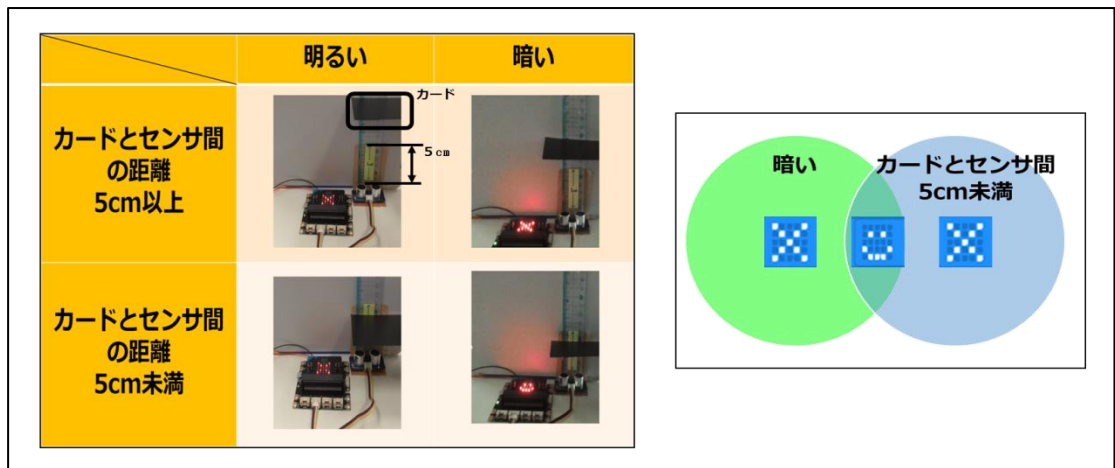 明るい
暗い
カードとセンサ間
の距離
5cm以上
カード
5cm
カードとセンサ間
の距離
5cm未満
暗い
カードとセンサ間
5cm未満